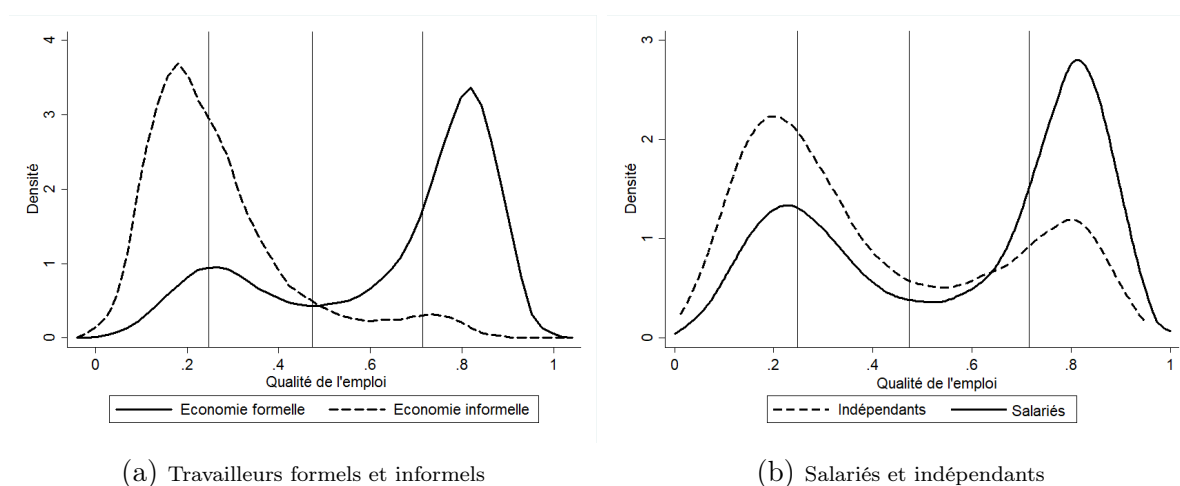 4
3
2
1
0
Densité
0 .2 .4 .6 .8 1
Qualité de l'emploi
Economie formelle Economie informelle
(a) Travailleurs formels et informels
3
2
1
0
Densité
0 .2 .4 .6 .8 1
Qualité de l'emploi
Indépendants Salariés
(b) Salariés et indépendants